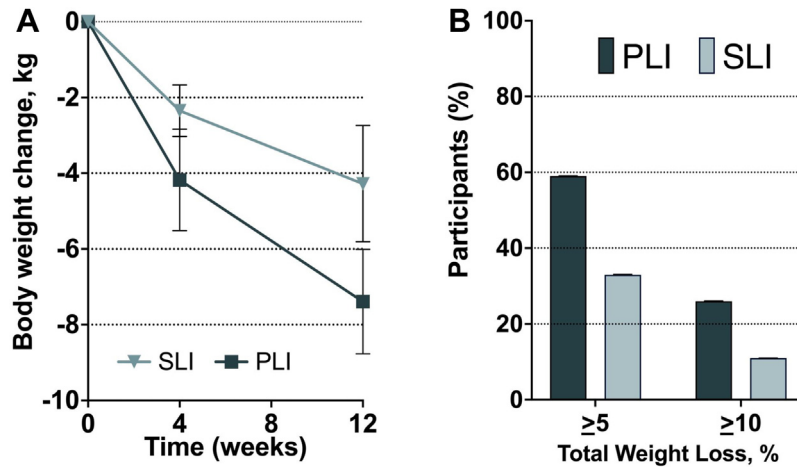 A
Body weight change, kg
0
-2
-4
-6
-8
-10
SLI PLI
0 4 8 12
Time (weeks)
B
Participants (%)
100
80
60
40
20
0
PLI SLI
≥5 ≥10
Total Weight Loss, %